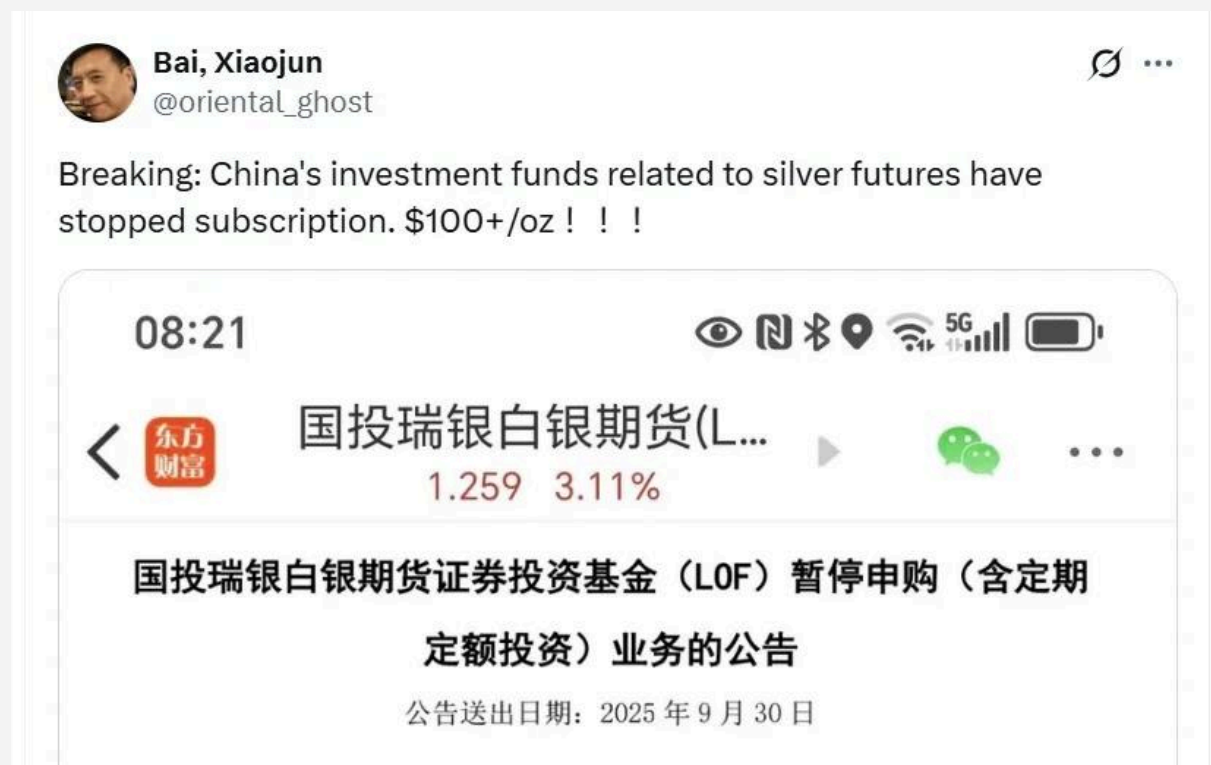 Bai, Xiaojun
@oriental_ghost
Breaking: China's investment funds related to silver futures have
stopped subscription. $100+/oz！！！
08:21
5G
东方
财富
国投瑞银白银期货(L...
1.259 3.11%
国投瑞银白银期货证券投资基金（LOF）暂停申购（含定期
定额投资）业务的公告
公告送出日期：2025 年 9 月 30 日